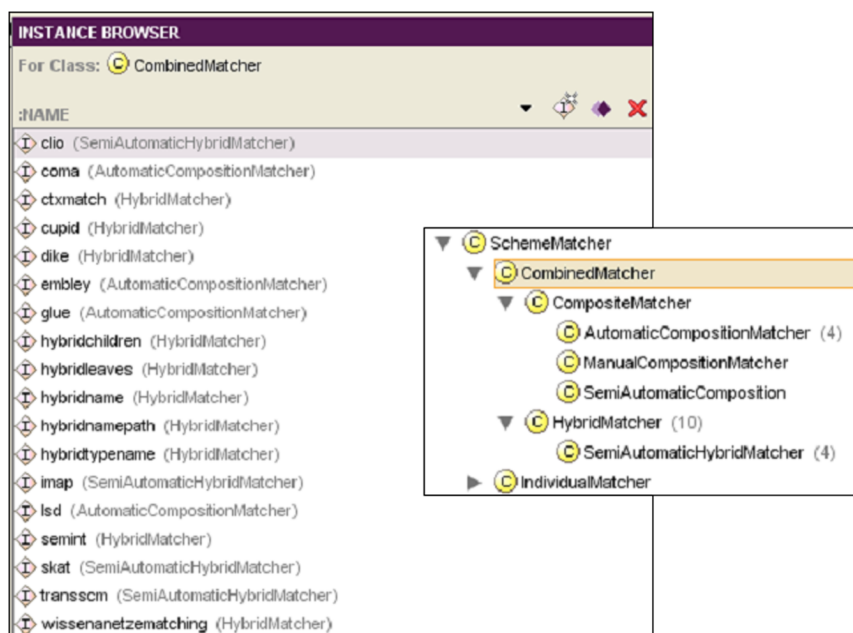 INSTANCE BROWSER
For Class: C CombinedMatcher
:NAME
I clio (SemiAutomaticHybridMatcher)
I coma (AutomaticCompositionMatcher)
I ctxmatch (HybridMatcher)
I cupid (HybridMatcher)
I dike (HybridMatcher)
I embley (AutomaticCompositionMatcher)
I glue (AutomaticCompositionMatcher)
I hybridchildren (HybridMatcher)
I hybridleaves (HybridMatcher)
I hybridname (HybridMatcher)
I hybridnamepath (HybridMatcher)
I hybridtypename (HybridMatcher)
I imap (SemiAutomaticHybridMatcher)
I lsd (AutomaticCompositionMatcher)
I semint (HybridMatcher)
I skat (SemiAutomaticHybridMatcher)
I transscm (SemiAutomaticHybridMatcher)
I wissenanetzematching (HybridMatcher)
C SchemeMatcher
C CombinedMatcher
C CompositeMatcher
C AutomaticCompositionMatcher (4)
C ManualCompositionMatcher
C SemiAutomaticComposition
C HybridMatcher (10)
C SemiAutomaticHybridMatcher (4)
C IndividualMatcher